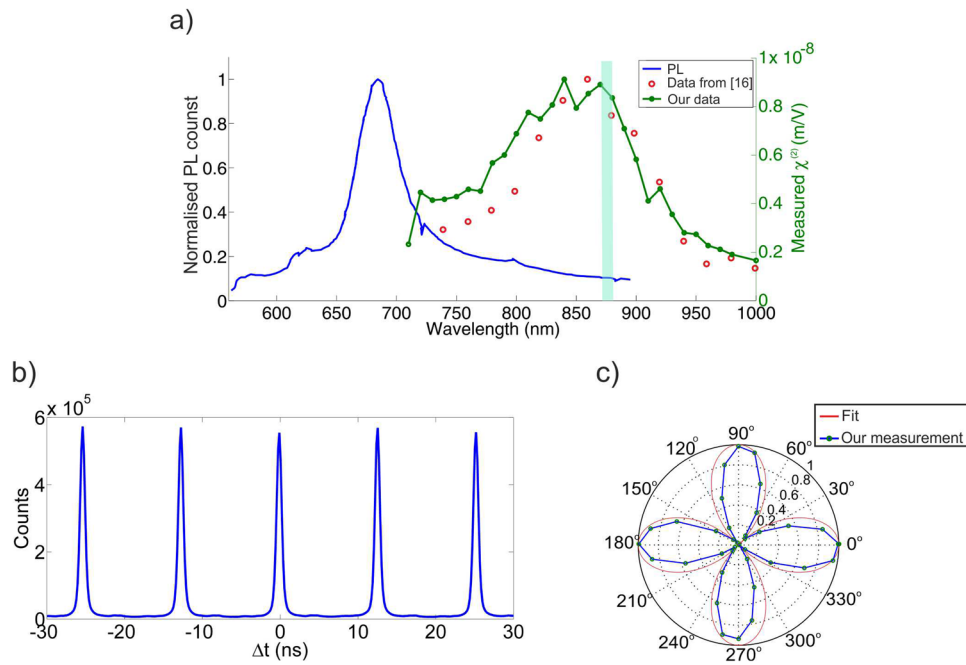 a)
Normalised PL counst
1
0.8
0.6
0.4
0.2
0
600 650 700 750 800 850 900 950 1000
Wavelength (nm)
1x 10⁻⁸
0.8
0.6
0.4
0.2
0
Measured χ⁽²⁾ (m/V)
PL
Data from [16]
Our data
b)
6 x 10⁵
4
2
0
Counts
-30 -20 -10 0 10 20 30
Δt (ns)
c)
Fit
Our measurement
90°
120° 60°
150° 30°
180° 0°
210° 330°
240° 300°
270°
1
0.8
0.6
0.4
0.2